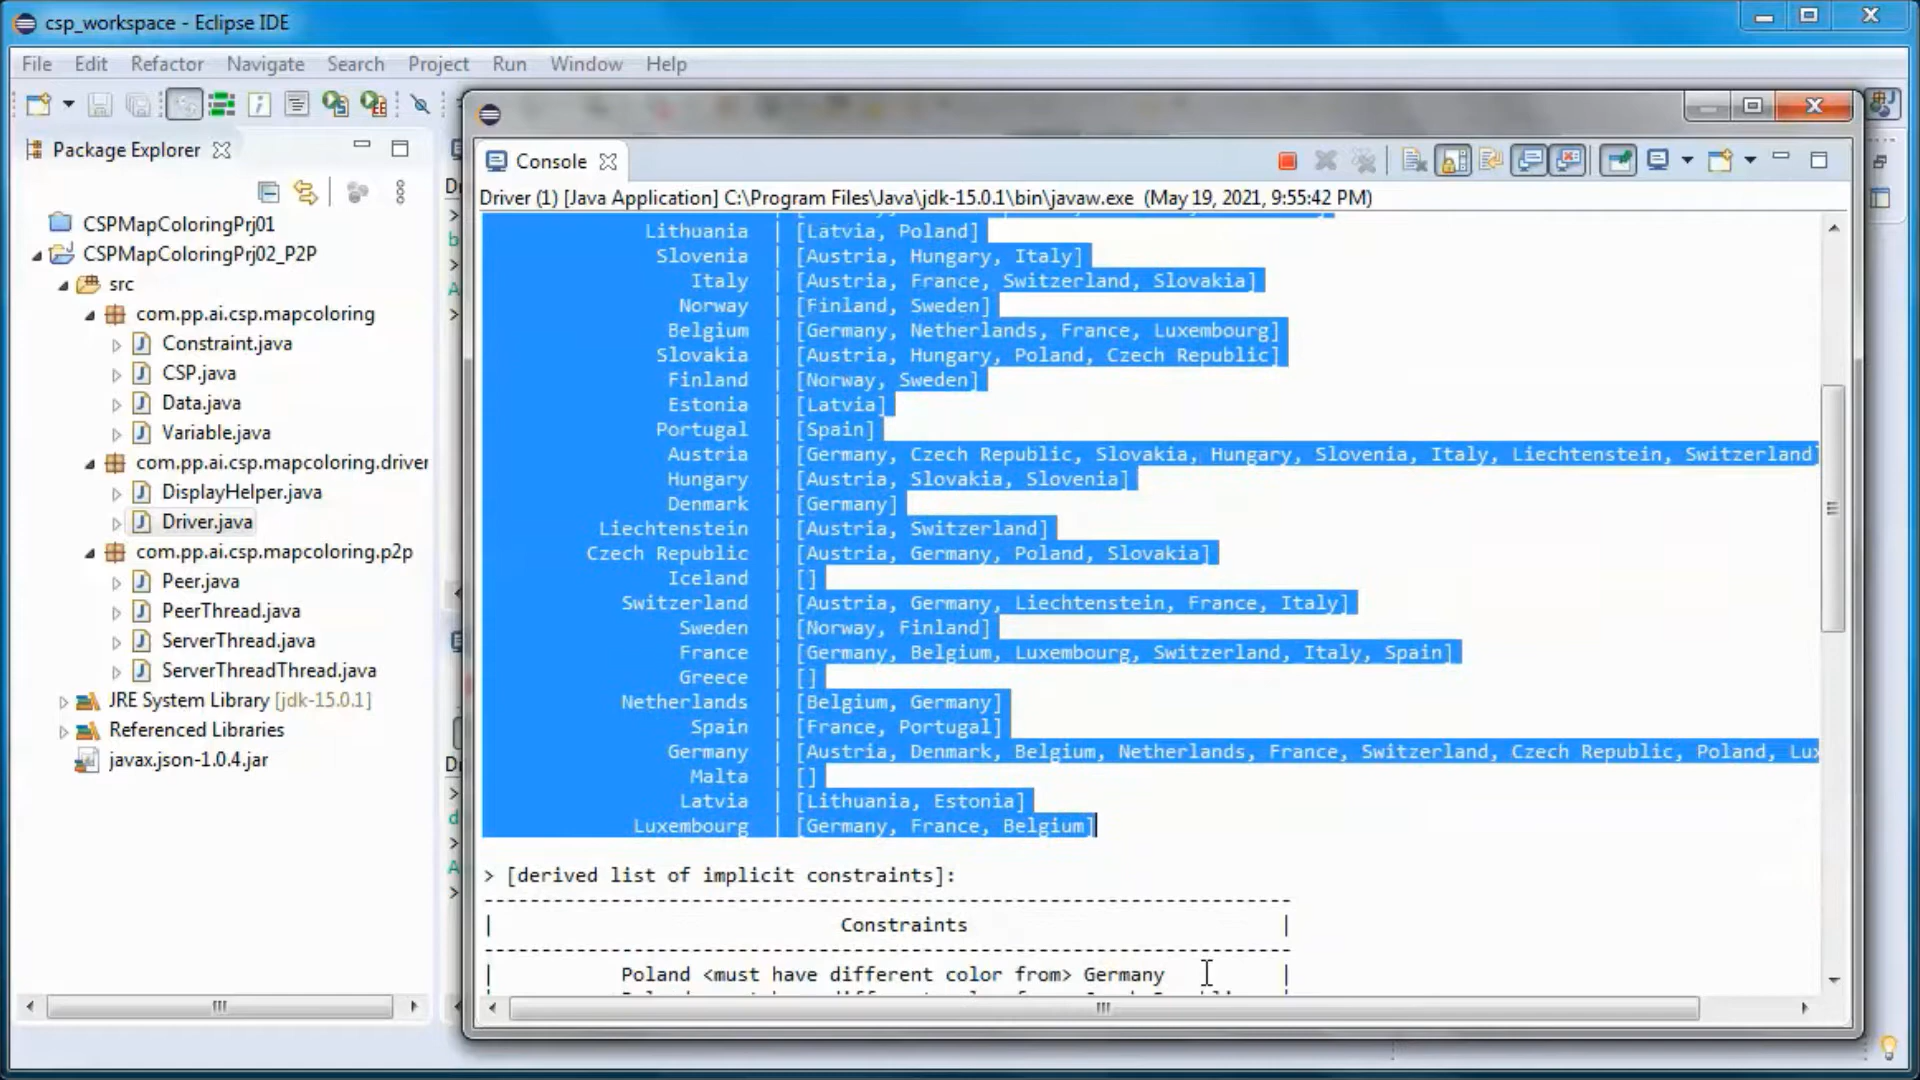 csp_workspace - Eclipse IDE
File Edit Refactor Navigate Search Project Run Window Help
Package Explorer
CSPMapColoringPrj01
CSPMapColoringPrj02_P2P
src
com.pp.ai.csp.mapcoloring
Constraint.java
CSP.java
Data.java
Variable.java
com.pp.ai.csp.mapcoloring.driver
DisplayHelper.java
Driver.java
com.pp.ai.csp.mapcoloring.p2p
Peer.java
PeerThread.java
ServerThread.java
ServerThreadThread.java
JRE System Library [jdk-15.0.1]
Referenced Libraries
javax.json-1.0.4.jar
Console
Driver (1) [Java Application] C:\Program Files\Java\jdk-15.0.1\bin\javaw.exe (May 19, 2021, 9:55:42 PM)
Lithuania | [Latvia, Poland]
Slovenia | [Austria, Hungary, Italy]
Italy | [Austria, France, Switzerland, Slovakia]
Norway | [Finland, Sweden]
Belgium | [Germany, Netherlands, France, Luxembourg]
Slovakia | [Austria, Hungary, Poland, Czech Republic]
Finland | [Norway, Sweden]
Estonia | [Latvia]
Portugal | [Spain]
Austria | [Germany, Czech Republic, Slovakia, Hungary, Slovenia, Italy, Liechtenstein, Switzerland]
Hungary | [Austria, Slovakia, Slovenia]
Denmark | [Germany]
Liechtenstein | [Austria, Switzerland]
Czech Republic | [Austria, Germany, Poland, Slovakia]
Iceland | []
Switzerland | [Austria, Germany, Liechtenstein, France, Italy]
Sweden | [Norway, Finland]
France | [Germany, Belgium, Luxembourg, Switzerland, Italy, Spain]
Greece | []
Netherlands | [Belgium, Germany]
Spain | [France, Portugal]
Germany | [Austria, Denmark, Belgium, Netherlands, France, Switzerland, Czech Republic, Poland, Lux
Malta | []
Latvia | [Lithuania, Estonia]
Luxembourg | [Germany, France, Belgium]
> [derived list of implicit constraints]:
| Constraints |
| Poland <must have different color from> Germany |